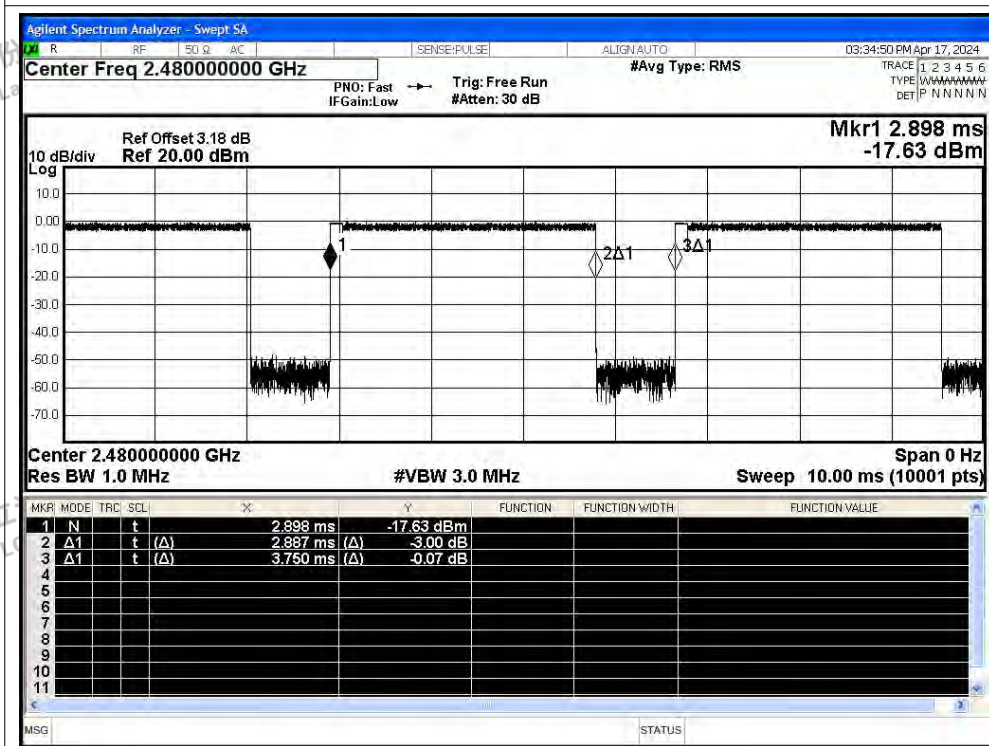 Agilent Spectrum Analyzer - Swept SA
LXI R RF 50 Ω AC SENSE:PULSE ALIGN AUTO 03:34:50 PM Apr 17, 2024
Center Freq 2.480000000 GHz
PNO: Fast
IFGain:Low
Trig: Free Run
#Atten: 30 dB
#Avg Type: RMS
TRACE 1 2 3 4 5 6
TYPE WWWWWWW
DET P N N N N N
Mkr1 2.898 ms
-17.63 dBm
Ref Offset 3.18 dB
10 dB/div Ref 20.00 dBm
Log
10.0
0.00
-10.0
-20.0
-30.0
-40.0
-50.0
-60.0
-70.0
1
2Δ1
3Δ1
Center 2.480000000 GHz Span 0 Hz
Res BW 1.0 MHz #VBW 3.0 MHz Sweep 10.00 ms (10001 pts)
MKR MODE TRC SCL X Y FUNCTION FUNCTION WIDTH FUNCTION VALUE
1 N t 2.898 ms -17.63 dBm
2 Δ1 t (Δ) 2.887 ms (Δ) -3.00 dB
3 Δ1 t (Δ) 3.750 ms (Δ) -0.07 dB
4
5
6
7
8
9
10
11
MSG STATUS